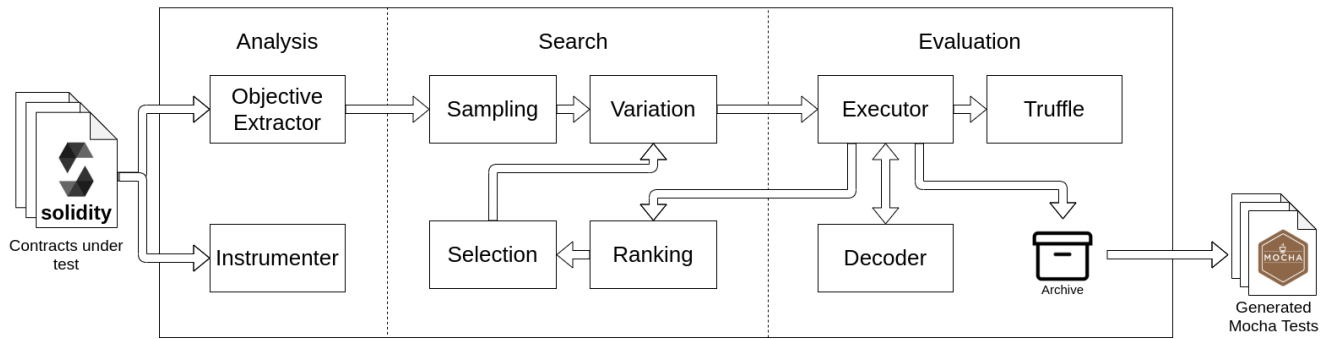 Analysis
Search
Evaluation
Objective
Extractor
Sampling
Variation
Executor
Truffle
solidity
Contracts under
test
Instrumenter
Selection
Ranking
Decoder
Archive
MOCHA
Generated
Mocha Tests